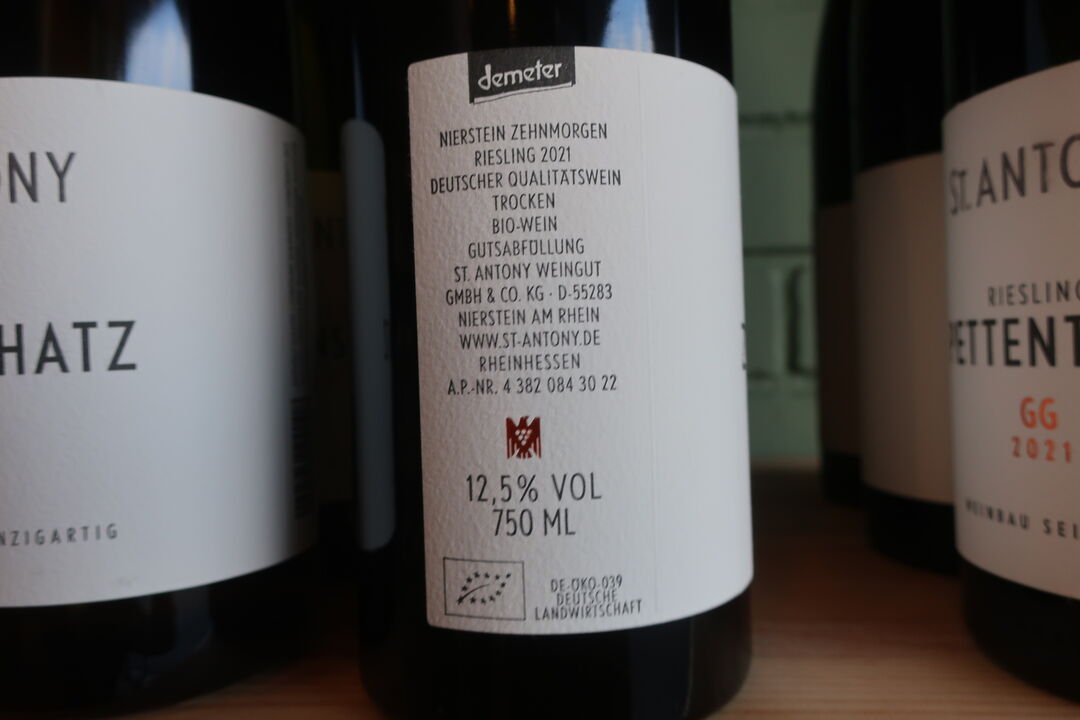 NY
HATZ
NZIGARTIG
demeter
NIERSTEIN ZEHNMORGEN
RIESLING 2021
DEUTSCHER QUALITÄTSWEIN
TROCKEN
BIO-WEIN
GUTSABFÜLLUNG
ST. ANTONY WEINGUT
GMBH & CO. KG · D-55283
NIERSTEIN AM RHEIN
WWW.ST-ANTONY.DE
RHEINHESSEN
A.P.-NR. 4 382 084 30 22
12,5% VOL
750 ML
DE-ÖKO-039
DEUTSCHE
LANDWIRTSCHAFT
ST. ANTO
RIESLING
PETTENT
GG
2021
WEINBAU SEI